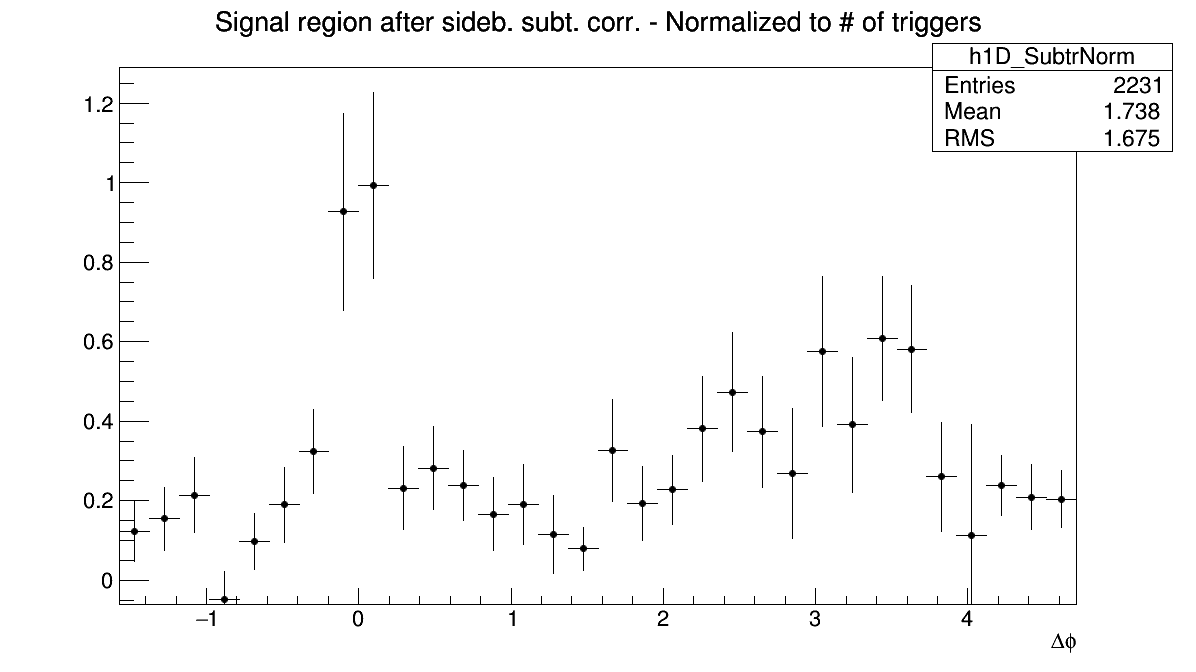 Signal region after sideb. subt. corr. - Normalized to # of triggers
h1D_SubtrNorm
Entries 2231
Mean 1.738
RMS 1.675
1.2
1
0.8
0.6
0.4
0.2
0
−1 0 1 2 3 4
Δϕ